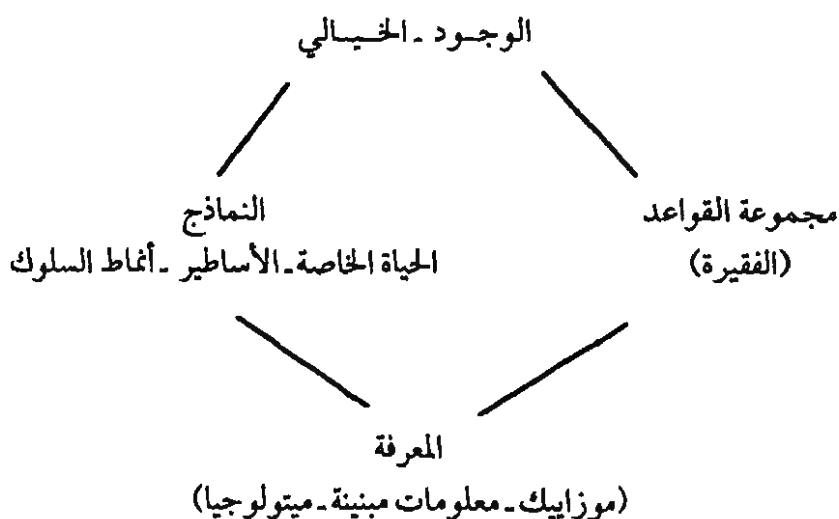 الوجود - الخيالي
مجموعة القواعد
(الفقيرة)
النماذج
الحياة الخاصة - الأساطير - أنماط السلوك
المعرفة
(موزاييك - معلومات مبنينة - ميتولوجيا)